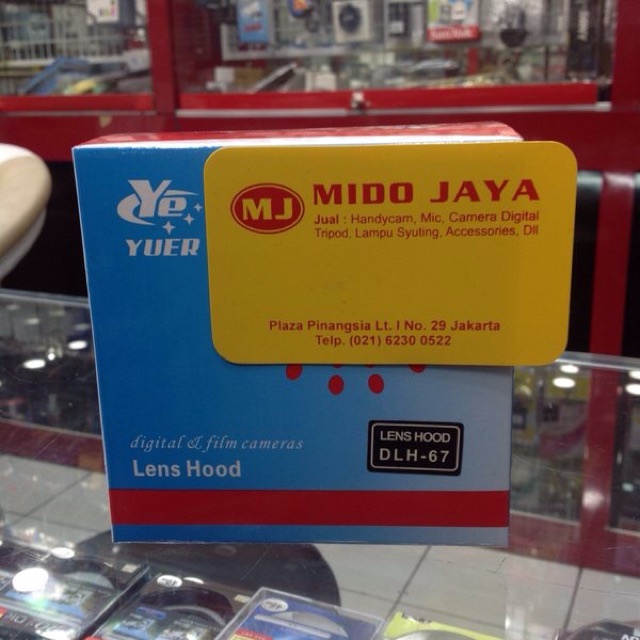 Ye
YUER
MJ
MIDO JAYA
Jual : Handycam, Mic, Camera Digital
Tripod, Lampu Syuting, Accessories, Dll
Plaza Pinangsia Lt. I No. 29 Jakarta
Telp. (021) 6230 0522
digital & film cameras
Lens Hood
LENS HOOD
DLH-67
SanDisk